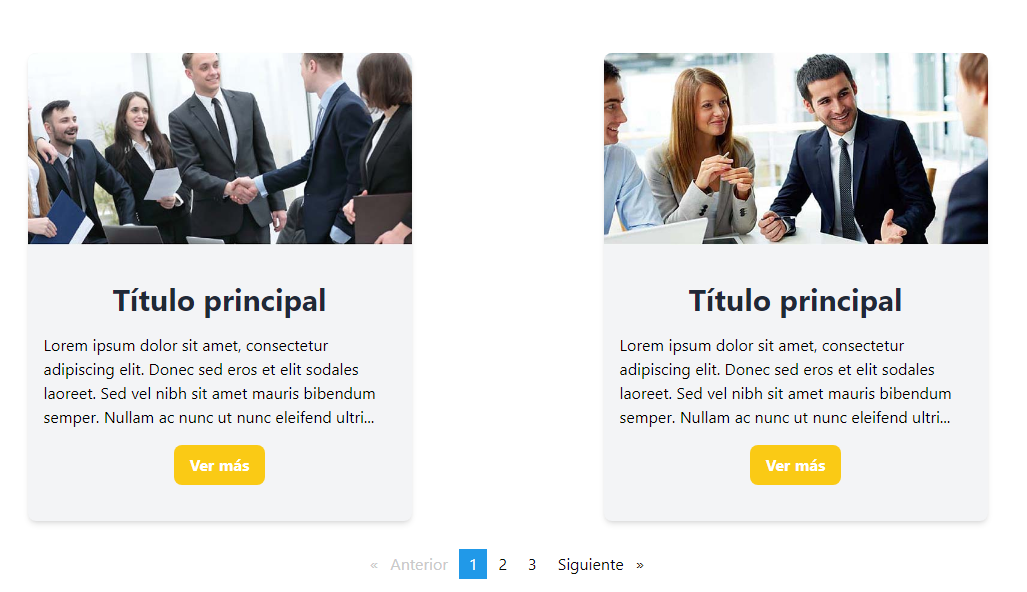 Título principal
Lorem ipsum dolor sit amet, consectetur
adipiscing elit. Donec sed eros et elit sodales
laoreet. Sed vel nibh sit amet mauris bibendum
semper. Nullam ac nunc ut nunc eleifend ultri...
Ver más
Título principal
Lorem ipsum dolor sit amet, consectetur
adipiscing elit. Donec sed eros et elit sodales
laoreet. Sed vel nibh sit amet mauris bibendum
semper. Nullam ac nunc ut nunc eleifend ultri...
Ver más
« Anterior 1 2 3 Siguiente »